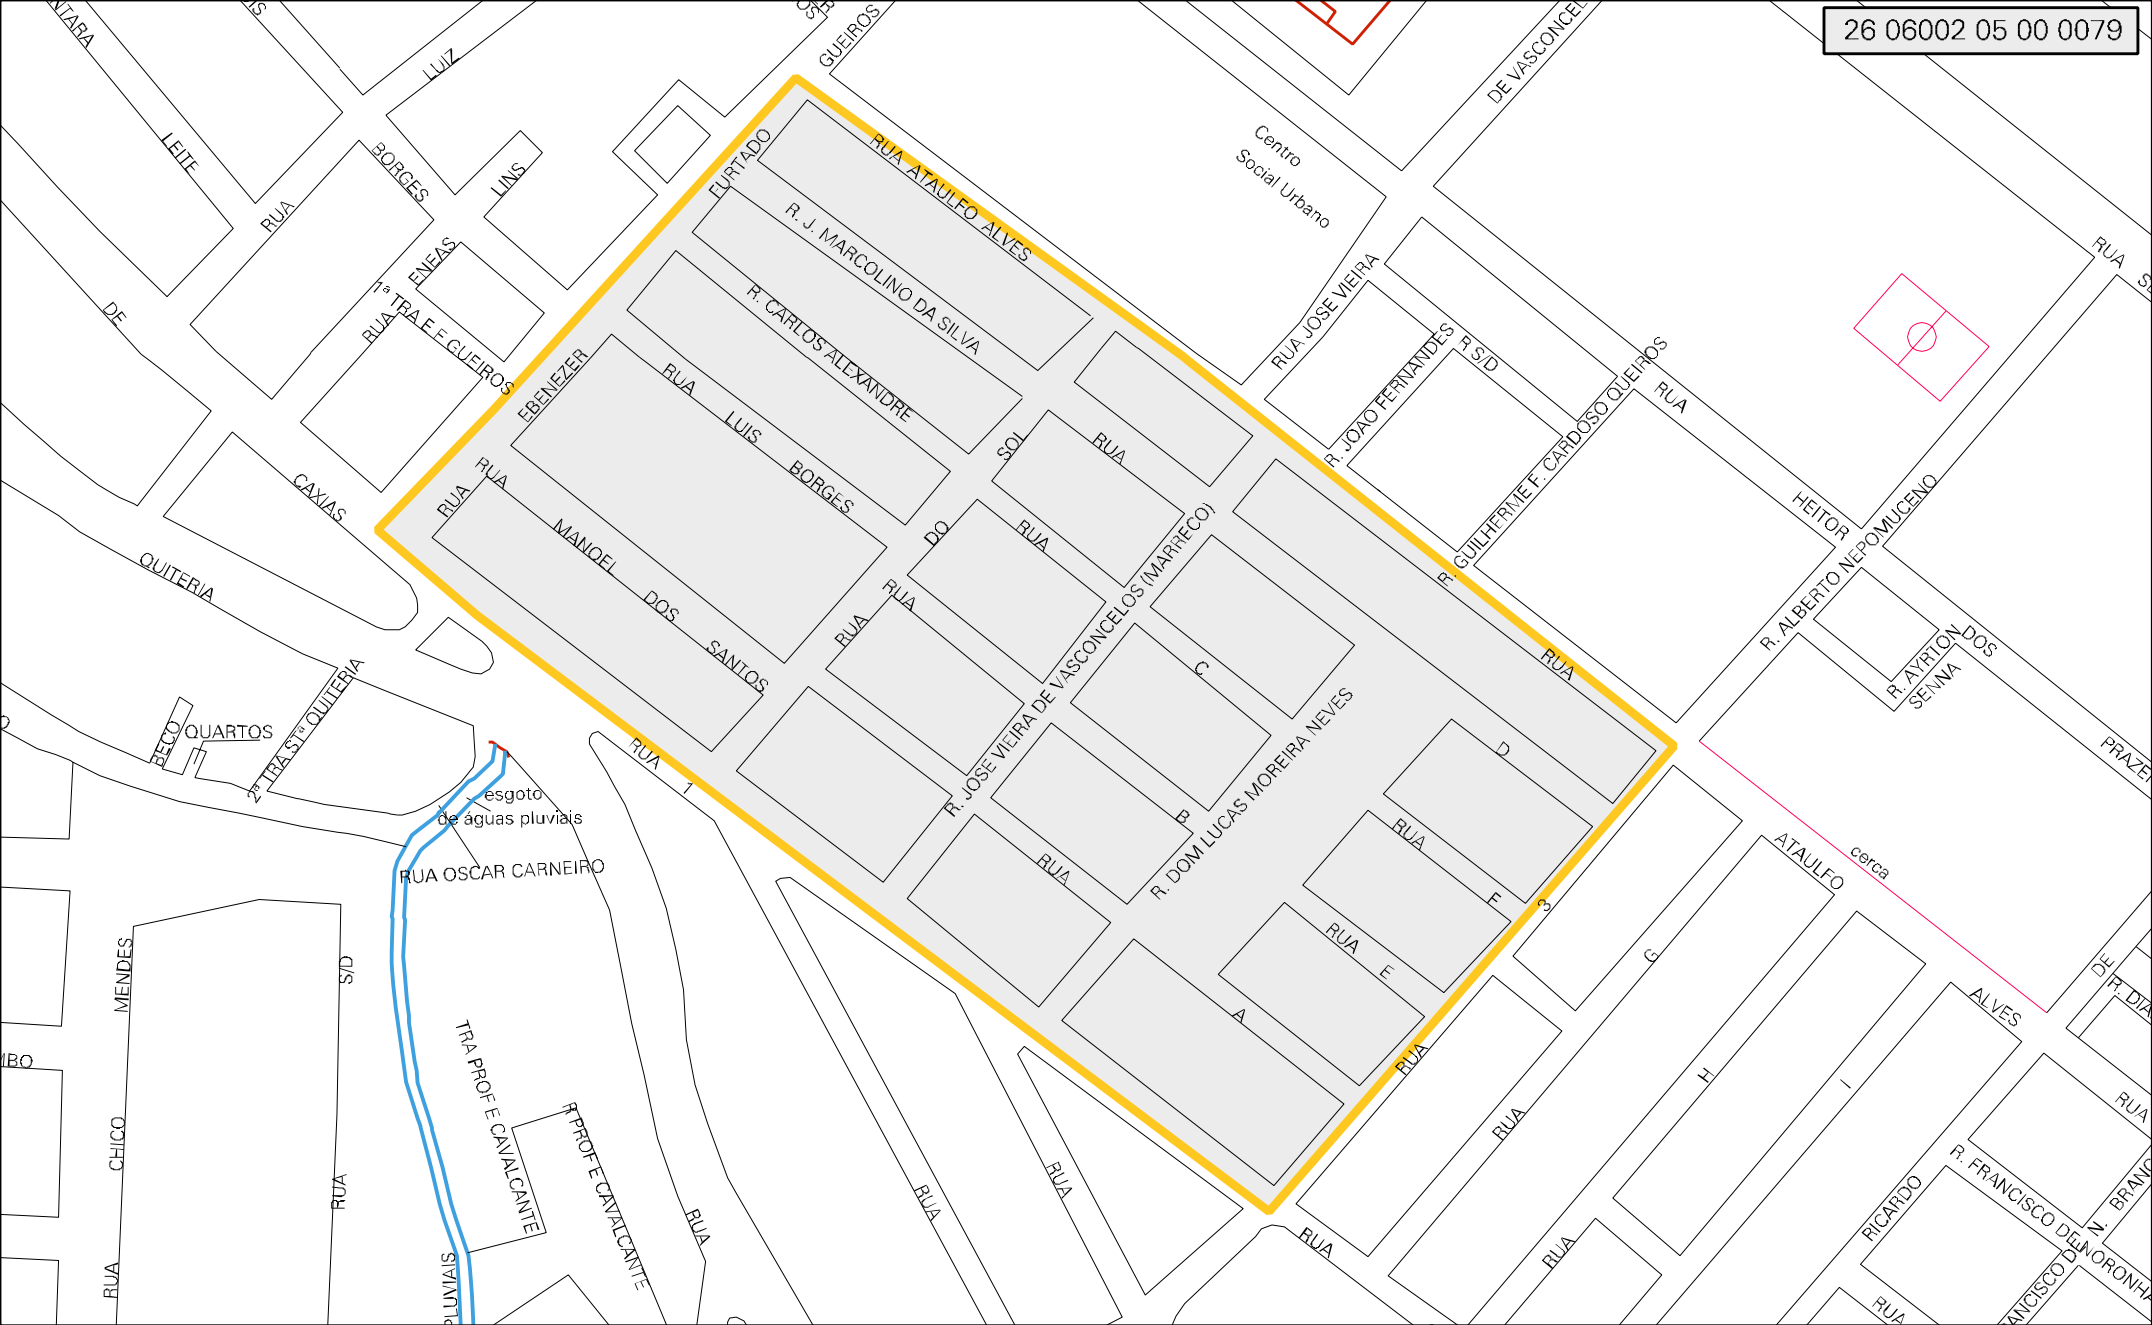 26 06002 05 00 0079
LUIZ
GUEIROS
DE VASCONCEL
LEITE
BORGES
LINS
RUA
FURTADO
RUA ATAULFO ALVES
Centro
Social Urbano
R. J. MARCOLINO DA SILVA
R. CARLOS ALEXANDRE
ENEAS
RUA
1ª TRA E F GUEIROS
DE
EBENEZER
RUA
RUA LUIS BORGES
RUA JOSE VIEIRA
R. JOAO FERNANDES
R S/D
R. GUILHERME F. CARDOSO QUEIROS
RUA HEITOR DOS PRAZE
RUA
R. ALBERTO NEPOMUCENO
R. AYRTON
SENNA
CAXIAS
QUITERIA
RUA MANOEL DOS SANTOS
RUA DO SOL
RUA
RUA
RUA
R. JOSE VIEIRA DE VASCONCELOS (MARRECO)
C
B
RUA
R. DOM LUCAS MOREIRA NEVES
RUA
D
RUA F
RUA E
A
RUA 3
RUA 1
2ª TRA STª QUITERIA
BECO
QUARTOS
esgoto
de águas pluviais
RUA OSCAR CARNEIRO
RUA CHICO MENDES
RUA S/D
MBO
TRA PROF E CAVALCANTE
R PROF E CAVALCANTE
PLUVIAIS
RUA
RUA
RUA
RUA
RUA G
RUA H
I
ATAULFO ALVES
cerca
RICARDO
DE
R. DIA
RUA
R. FRANCISCO DE NORONHA
N. BRANC
RUA